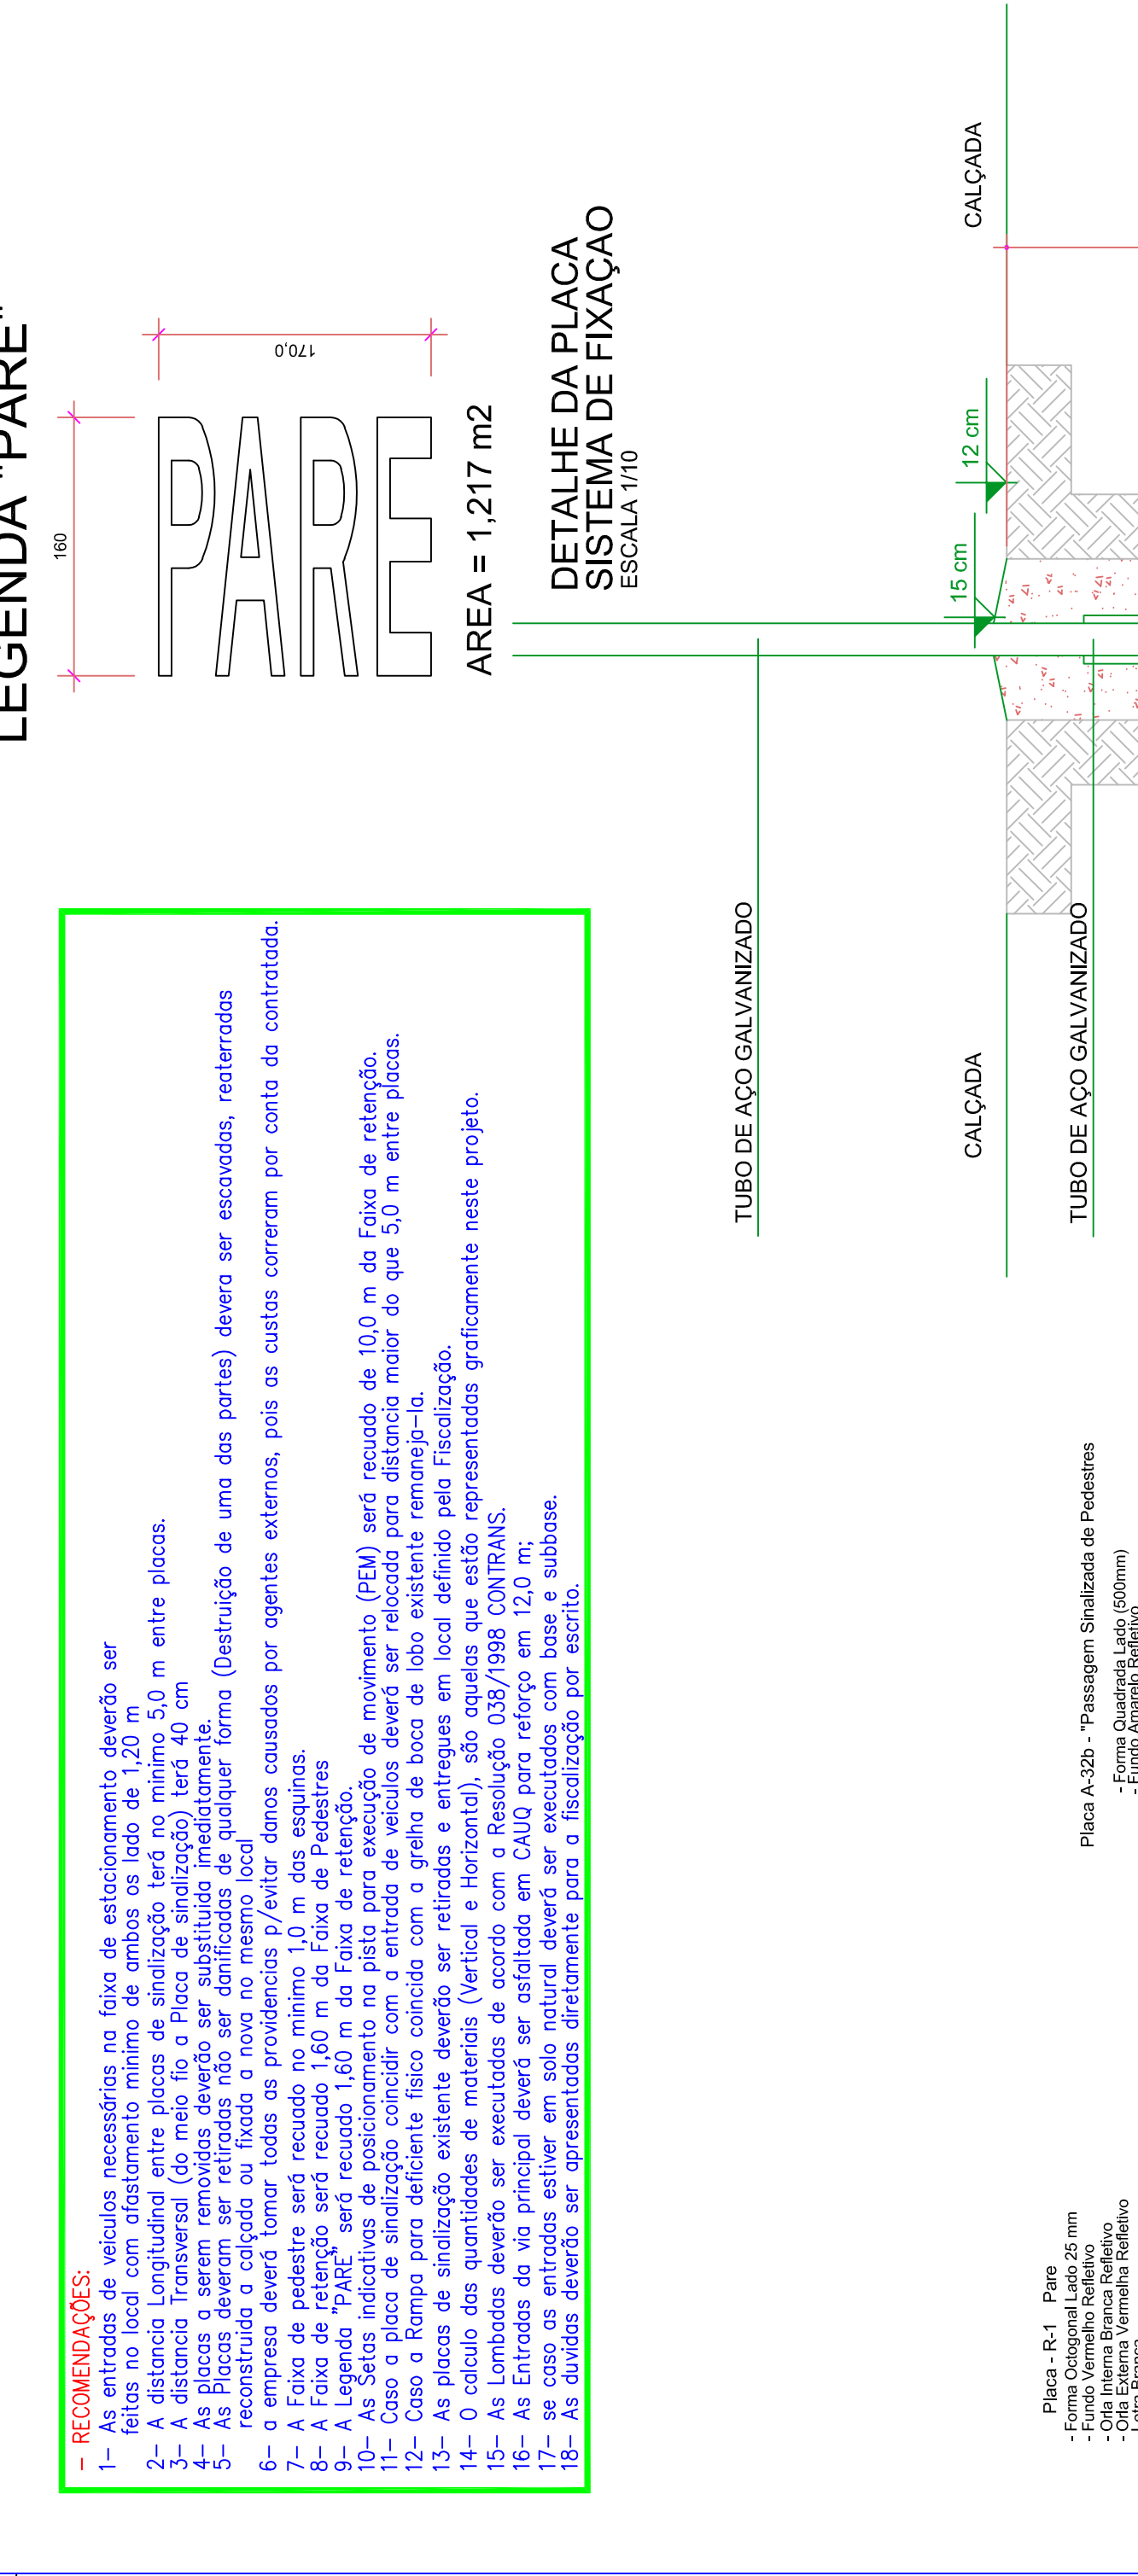 - RECOMENDAÇÕES:
1- As entradas de veiculos necessárias na faixa de estacionamento deverão ser
feitas no local com afastamento minimo de ambos os lado de 1,20 m
2- A distancia Longitudinal entre placas de sinalização terá no minimo 5,0 m entre placas.
3- A distancia Transversal (do meio fio a Placa de sinalização) terá 40 cm
4- As placas a serem removidas deverão ser substituida imediatamente.
5- As Placas deveram ser retiradas não ser danificadas de qualquer forma (Destruição de uma das partes) devera ser escavadas, reaterradas
reconstruida a calçada ou fixada a nova no mesmo local
6- a empresa deverá tomar todas as providencias p/evitar danos causados por agentes externos, pois as custas correram por conta da contratada.
7- A Faixa de pedestre será recuado no minimo 1,0 m das esquinas.
8- A Faixa de retenção será recuado 1,60 m da Faixa de Pedestres
9- A Legenda "PARE" será recuado 1,60 m da Faixa de retenção.
10- As Setas indicativas de posicionamento na pista para execução de movimento (PEM) será recuado de 10,0 m da Faixa de retenção.
11- Caso a placa de sinalização coincidir com a entrada de veiculos deverá ser relocada para distancia maior do que 5,0 m entre placas.
12- Caso a Rampa para deficiente fisico coincida com a grelha de boca de lobo existente remaneja-la.
13- As placas de sinalização existente deverão ser retiradas e entregues em local definido pela Fiscalização.
14- O calculo das quantidades de materiais (Vertical e Horizontal), são aquelas que estão representadas graficamente neste projeto.
15- As Lombadas deverão ser executadas de acordo com a Resolução 038/1998 CONTRANS.
16- As Entradas da via principal deverá ser asfaltada em CAUQ para reforço em 12,0 m;
17- se caso as entradas estiver em solo natural deverá ser executados com base e subbase.
18- As duvidas deverão ser apresentadas diretamente para a fiscalização por escrito.
LEGENDA "PARE"
160
170,0
PARE
AREA = 1,217 m2
DETALHE DA PLACA
SISTEMA DE FIXAÇAO
ESCALA 1/10
TUBO DE AÇO GALVANIZADO
15 cm
12 cm
CALÇADA
CALÇADA
TUBO DE AÇO GALVANIZADO
Placa - R-1 Pare
- Forma Octogonal Lado 25 mm
- Fundo Vermelho Refletivo
- Orla Interna Branca Refletivo
- Orla Externa Vermelha Refletivo
- Letra Branca
Placa A-32b - "Passagem Sinalizada de Pedestres
- Forma Quadrada Lado (500mm)
- Fundo Amarelo Refletivo